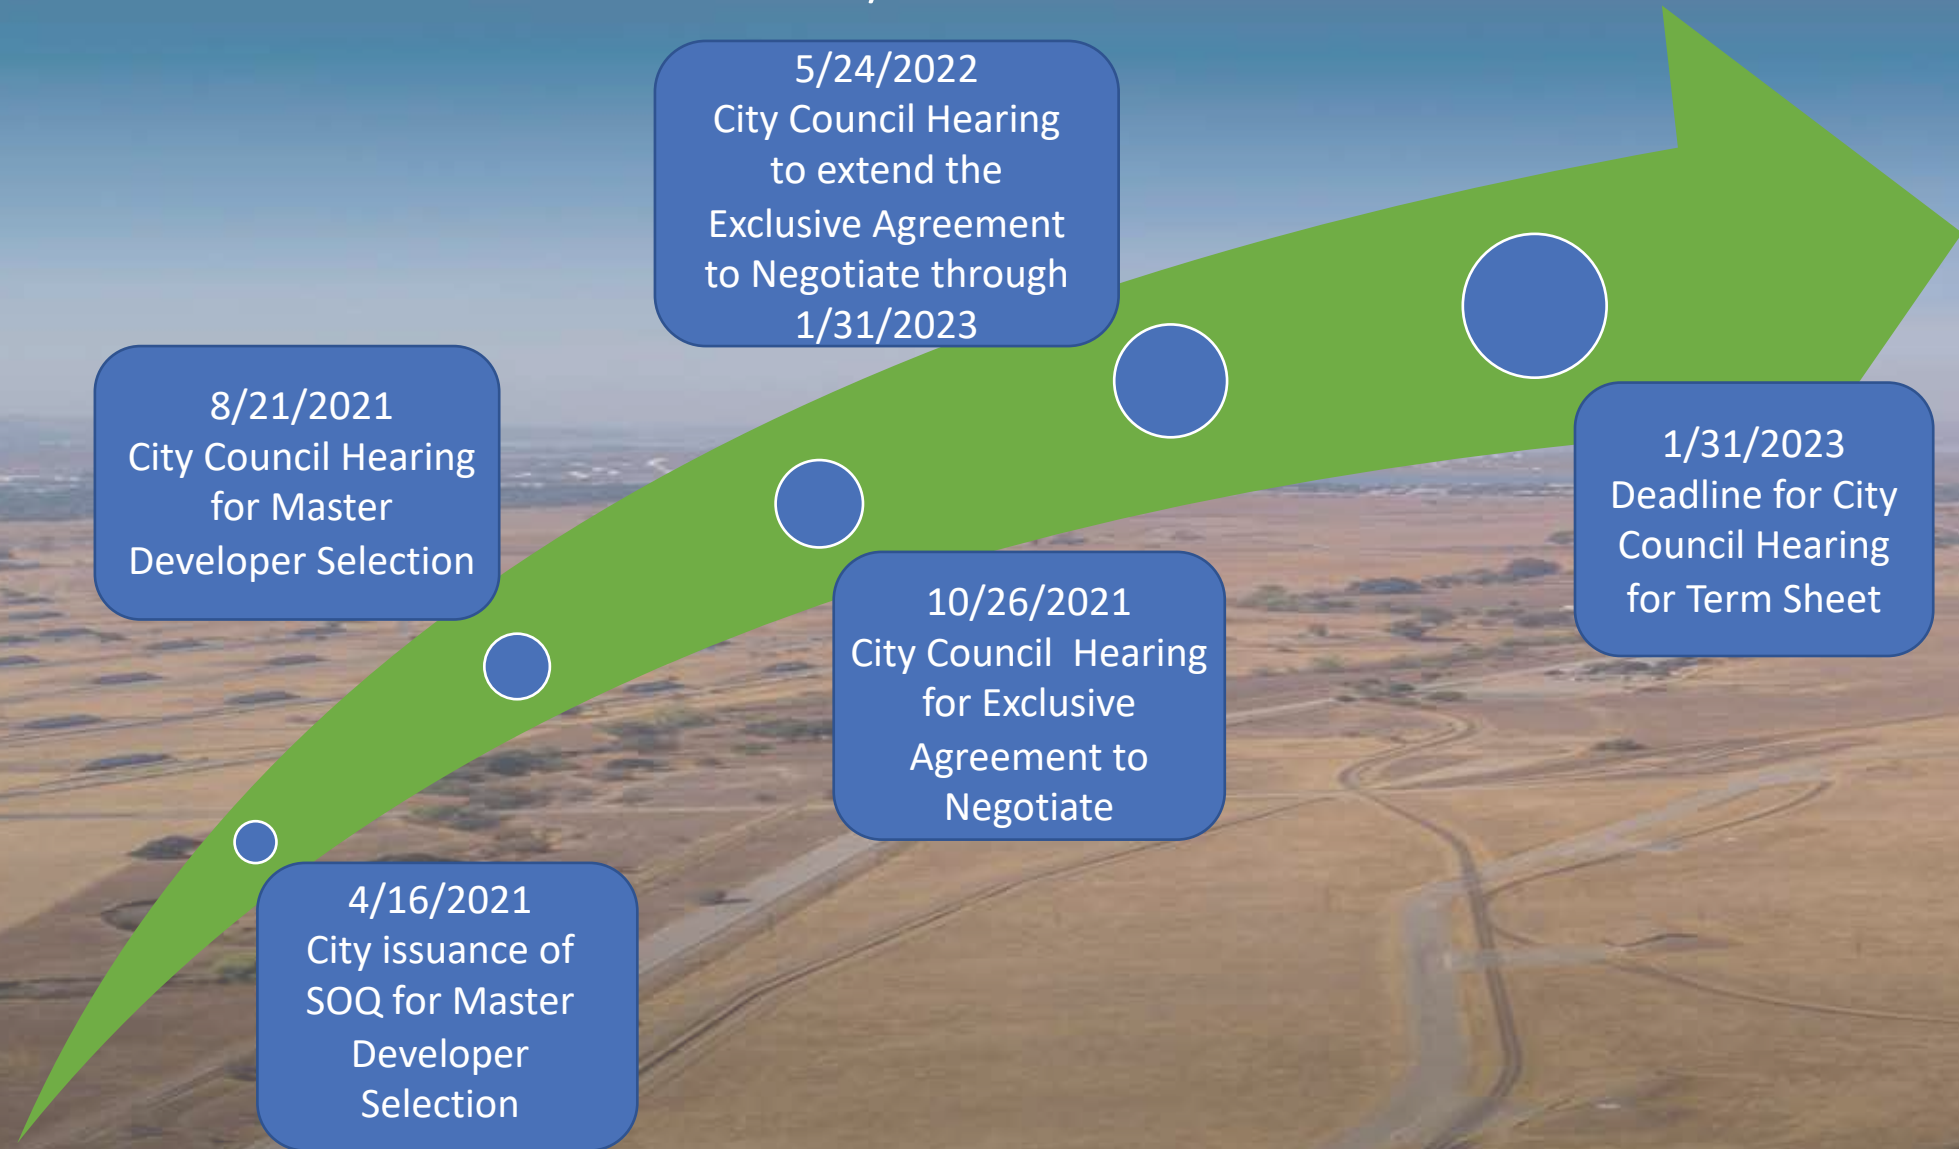 5/24/2022
City Council Hearing
to extend the
Exclusive Agreement
to Negotiate through
1/31/2023
8/21/2021
City Council Hearing
for Master
Developer Selection
1/31/2023
Deadline for City
Council Hearing
for Term Sheet
10/26/2021
City Council  Hearing
for Exclusive
Agreement to
Negotiate
4/16/2021
City issuance of
SOQ for Master
Developer
Selection